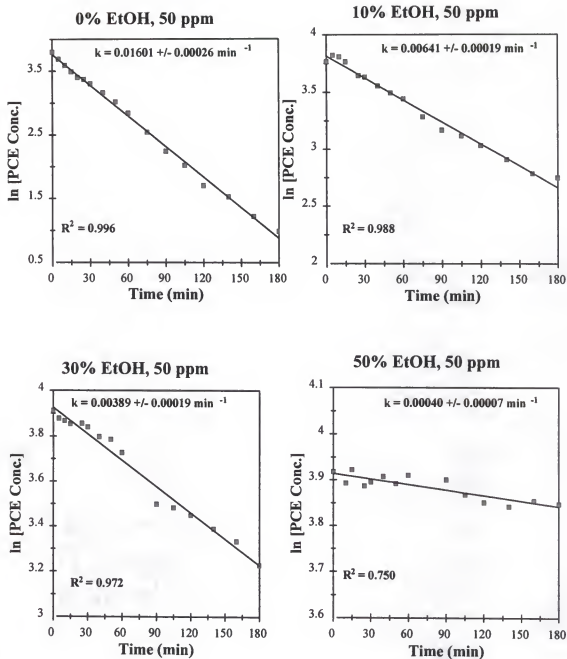 0% EtOH, 50 ppm
k = 0.01601 +/- 0.00026 min -1
ln [PCE Conc.]
3.5
2.5
1.5
0.5
R2 = 0.996
0 30 60 90 120 150 180
Time (min)
10% EtOH, 50 ppm
k = 0.00641 +/- 0.00019 min -1
ln [PCE Conc.]
4
3.5
3
2.5
2
R2 = 0.988
0 30 60 90 120 150 180
Time (min)
30% EtOH, 50 ppm
k = 0.00389 +/- 0.00019 min -1
ln [PCE Conc.]
4
3.8
3.6
3.4
3.2
3
R2 = 0.972
0 30 60 90 120 150 180
Time (min)
50% EtOH, 50 ppm
k = 0.00040 +/- 0.00007 min -1
ln [PCE Conc.]
4.1
4
3.9
3.8
3.7
3.6
R2 = 0.750
0 30 60 90 120 150 180
Time (min)